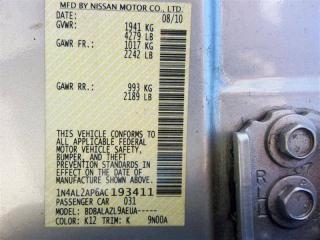 MFD BY NISSAN MOTOR CO., LTD.
DATE: 08/10
GVWR: 1941 KG
4279 LB
GAWR FR.: 1017 KG
2242 LB
GAWR RR.: 993 KG
2189 LB
THIS VEHICLE CONFORMS TO
ALL APPLICABLE FEDERAL
MOTOR VEHICLE SAFETY,
BUMPER, AND THEFT
PREVENTION STANDARDS IN
EFFECT ON THE DATE OF
MANUFACTURE SHOWN ABOVE.
1N4AL2AP6AC193411
PASSENGER CAR 031
MODEL: BDBALAZL9AEUA-----
COLOR: K12 TRIM: K 9N00A